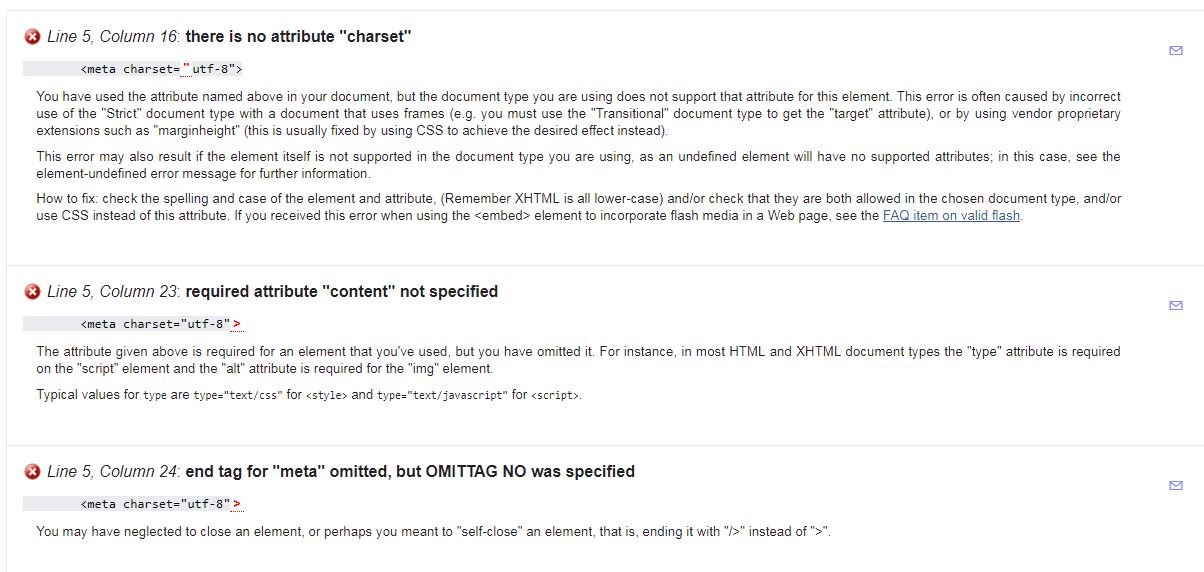 Line 5, Column 16: there is no attribute "charset"
<meta charset="utf-8">
You have used the attribute named above in your document, but the document type you are using does not support that attribute for this element. This error is often caused by incorrect
use of the "Strict" document type with a document that uses frames (e.g. you must use the "Transitional" document type to get the "target" attribute), or by using vendor proprietary
extensions such as "marginheight" (this is usually fixed by using CSS to achieve the desired effect instead).
This error may also result if the element itself is not supported in the document type you are using, as an undefined element will have no supported attributes; in this case, see the
element-undefined error message for further information.
How to fix: check the spelling and case of the element and attribute, (Remember XHTML is all lower-case) and/or check that they are both allowed in the chosen document type, and/or
use CSS instead of this attribute. If you received this error when using the <embed> element to incorporate flash media in a Web page, see the FAQ item on valid flash.
Line 5, Column 23: required attribute "content" not specified
<meta charset="utf-8">
The attribute given above is required for an element that you've used, but you have omitted it. For instance, in most HTML and XHTML document types the "type" attribute is required
on the "script" element and the "alt" attribute is required for the "img" element.
Typical values for type are type="text/css" for <style> and type="text/javascript" for <script>.
Line 5, Column 24: end tag for "meta" omitted, but OMITTAG NO was specified
<meta charset="utf-8">
You may have neglected to close an element, or perhaps you meant to "self-close" an element, that is, ending it with "/>" instead of ">".